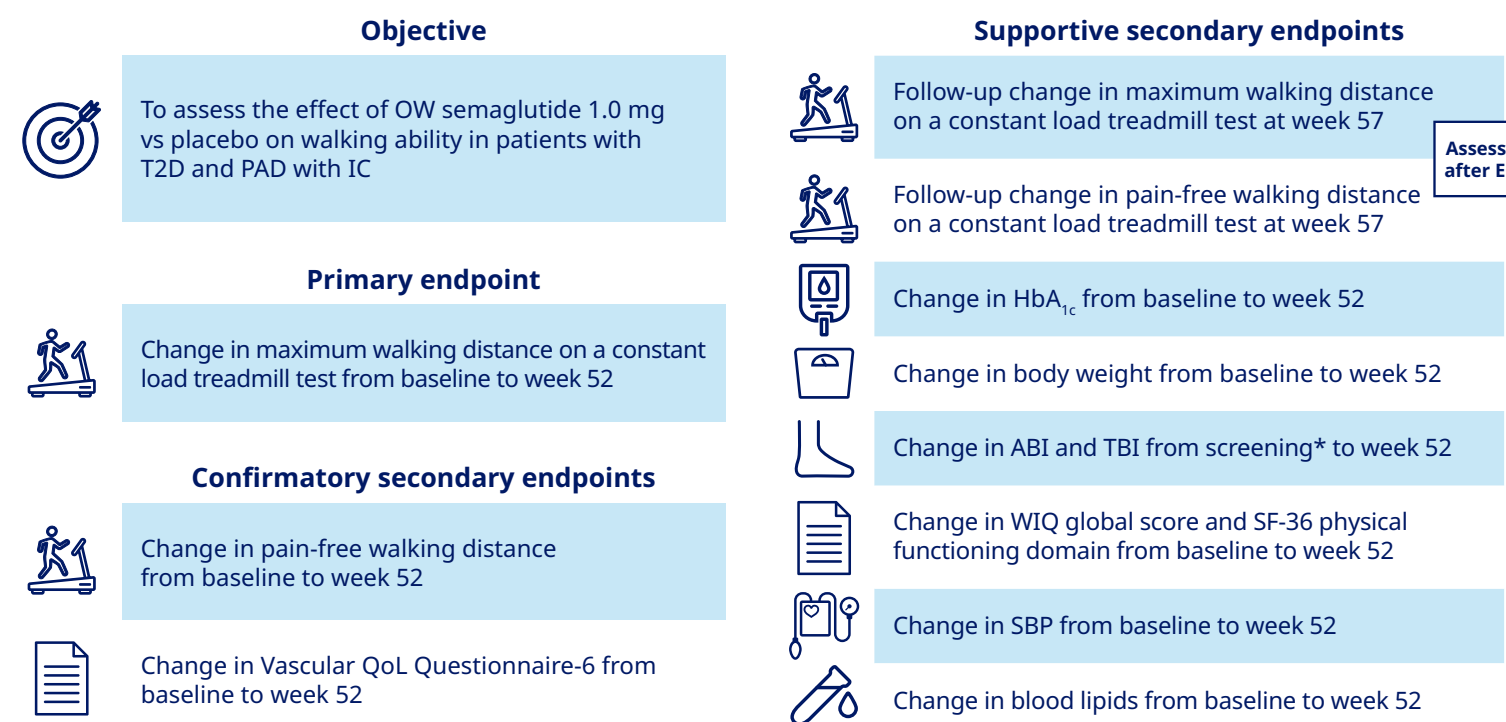 Objective
To assess the effect of OW semaglutide 1.0 mg
vs placebo on walking ability in patients with
T2D and PAD with IC
Primary endpoint
Change in maximum walking distance on a constant
load treadmill test from baseline to week 52
Confirmatory secondary endpoints
Change in pain-free walking distance
from baseline to week 52
Change in Vascular QoL Questionnaire-6 from
baseline to week 52
Supportive secondary endpoints
Follow-up change in maximum walking distance
on a constant load treadmill test at week 57
Follow-up change in pain-free walking distance
on a constant load treadmill test at week 57
after
Change in HbA1c from baseline to week 52
Change in body weight from baseline to week 52
Change in ABI and TBI from screening* to week 52
Change in WIQ global score and SF-36 physical
functioning domain from baseline to week 52
Change in SBP from baseline to week 52
Change in blood lipids from baseline to week 52